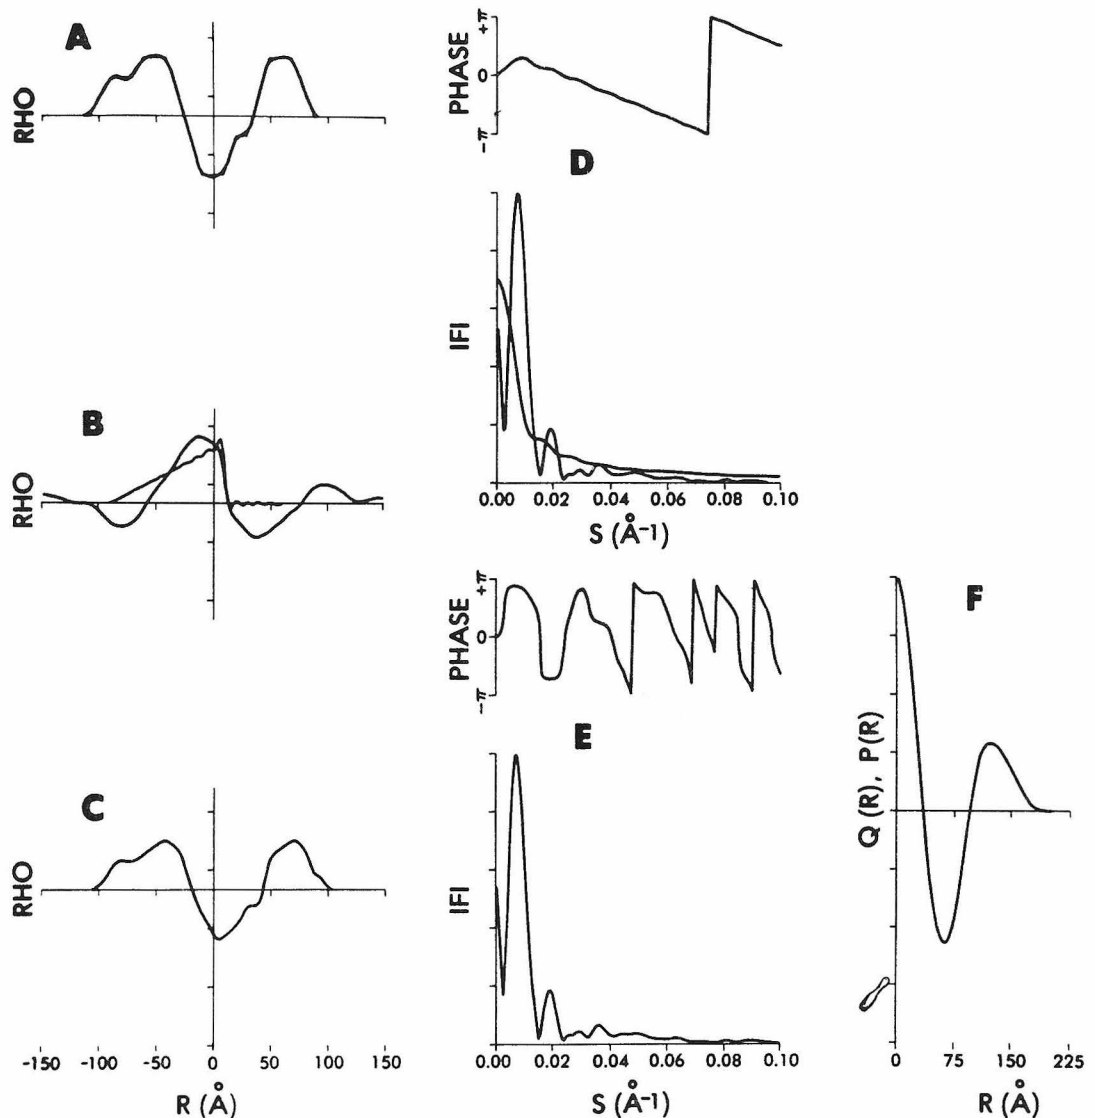 A
RHO
B
RHO
C
RHO
-150 -100 -50 0 50 100 150
R (Å)
PHASE
+π
0
-π
D
|F|
0.00 0.02 0.04 0.06 0.08 0.10
S (Å-1)
PHASE
+π
0
-π
E
|F|
0.00 0.02 0.04 0.06 0.08 0.10
S (Å-1)
F
Q (R), P(R)
0 75 150 225
R (Å)